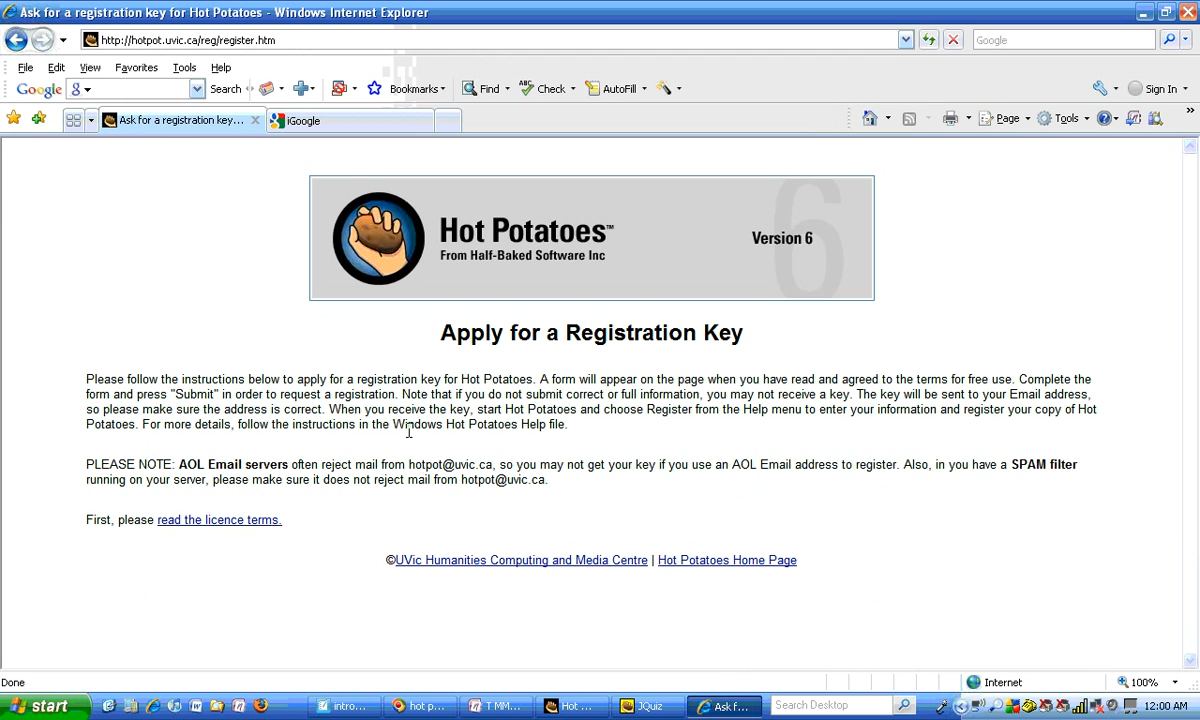 Ask for a registration key for Hot Potatoes - Windows Internet Explorer
http://hotpot.uvic.ca/reg/register.htm
Google
File Edit View Favorites Tools Help
Google g Search Bookmarks Find Check AutoFill Sign In
Ask for a registration key... iGoogle Page Tools
Hot Potatoes™
From Half-Baked Software Inc
Version 6
6
Apply for a Registration Key
Please follow the instructions below to apply for a registration key for Hot Potatoes. A form will appear on the page when you have read and agreed to the terms for free use. Complete the
form and press "Submit" in order to request a registration. Note that if you do not submit correct or full information, you may not receive a key. The key will be sent to your Email address,
so please make sure the address is correct. When you receive the key, start Hot Potatoes and choose Register from the Help menu to enter your information and register your copy of Hot
Potatoes. For more details, follow the instructions in the Windows Hot Potatoes Help file.
PLEASE NOTE: AOL Email servers often reject mail from hotpot@uvic.ca, so you may not get your key if you use an AOL Email address to register. Also, in you have a SPAM filter
running on your server, please make sure it does not reject mail from hotpot@uvic.ca.
First, please read the licence terms.
©UVic Humanities Computing and Media Centre | Hot Potatoes Home Page
Done Internet 100%
start intro... hot p... T MM... Hot ... JQuiz Ask f... Search Desktop 12:00 AM